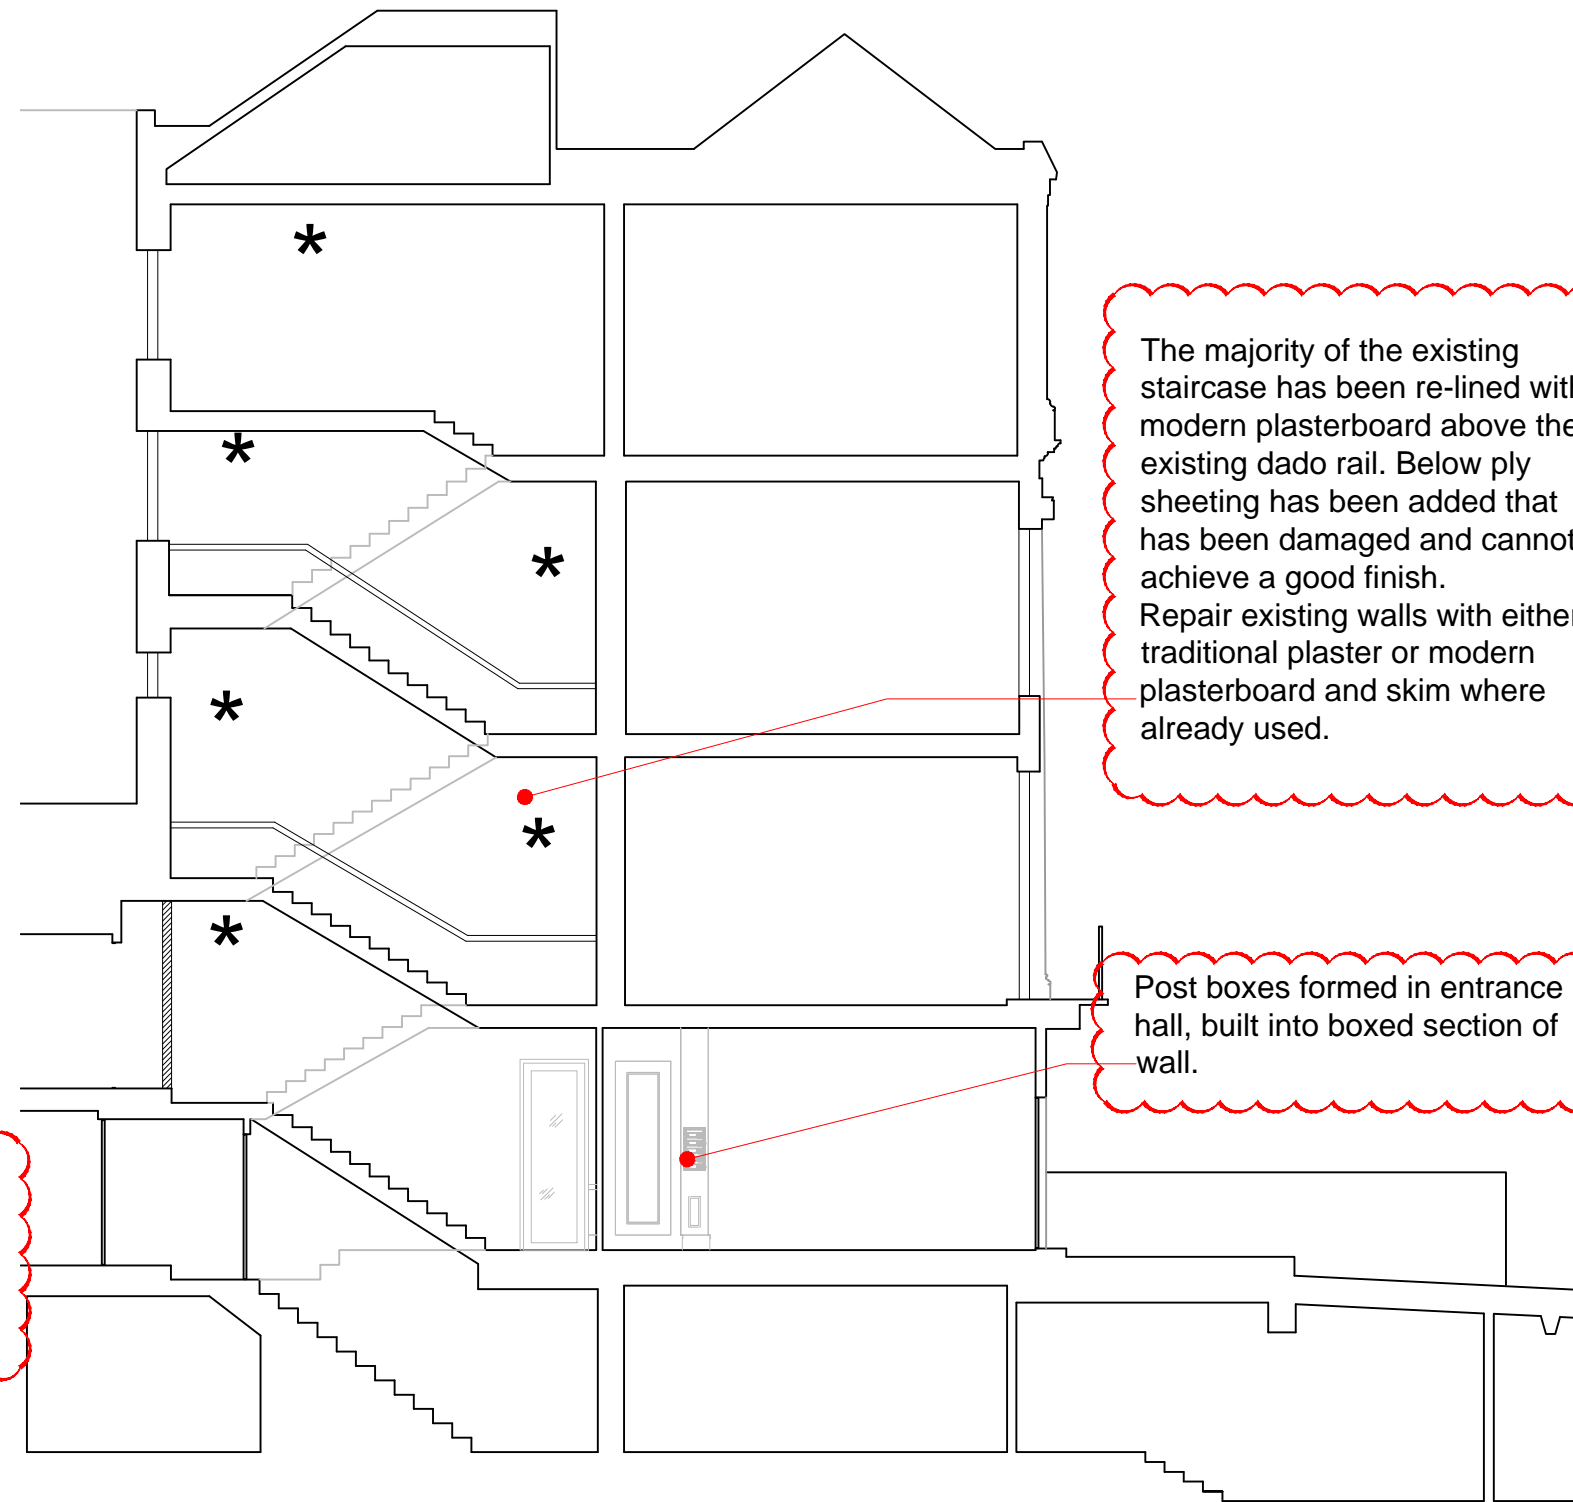 *
The majority of the existing
staircase has been re-lined with
modern plasterboard above the
existing dado rail. Below ply
*
sheeting has been added that
has been damaged and cannot
*
achieve a good finish.
Repair existing walls with either
traditional plaster or modern
plasterboard and skim where
*
already used.
*
*
Post boxes formed in entrance
hall, built into boxed section of
wall.